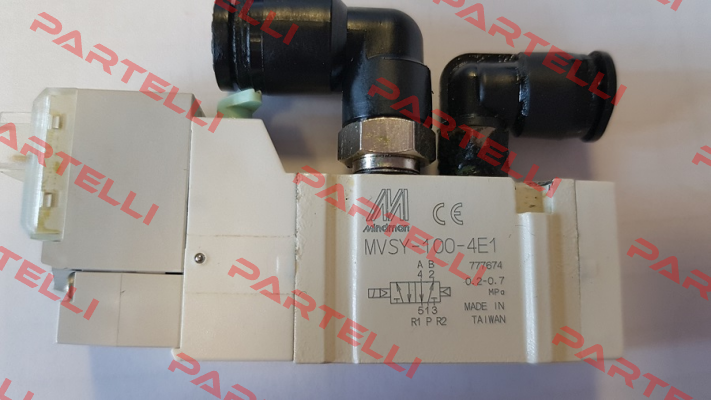 PARTELLI
PARTELLI
PARTELLI
PARTELLI
PARTELLI
PARTELLI
PARTELLI
PARTELLI
PARTELLI
M
Mindman
CE
MVSY-100-4E1
A B
4 2
777674
0.2-0.7
MPa
513
R1 P R2
MADE IN
TAIWAN